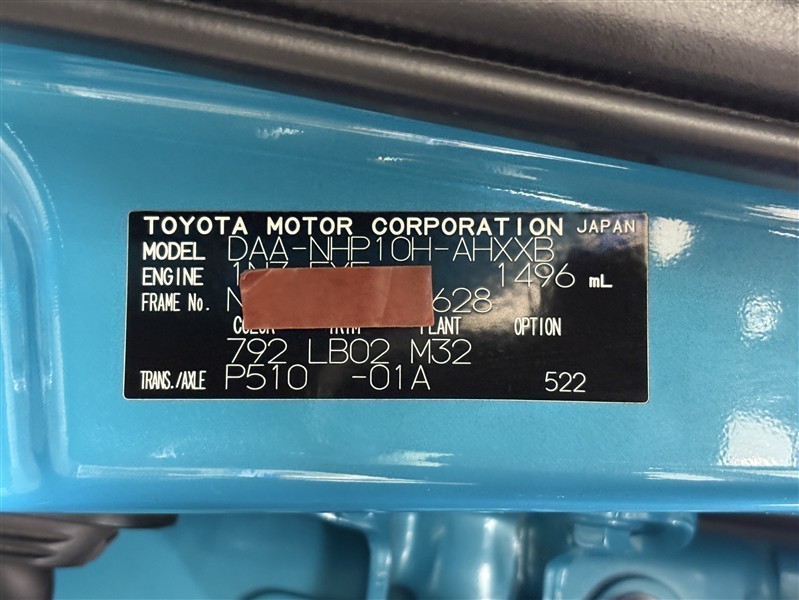 TOYOTA MOTOR CORPORATION JAPAN
MODEL DAA-NHP10H-AHXXB
ENGINE 1496 mL
FRAME No. N 628
COLOR TRIM PLANT OPTION
792 LB02 M32
TRANS./AXLE P510 -01A 522